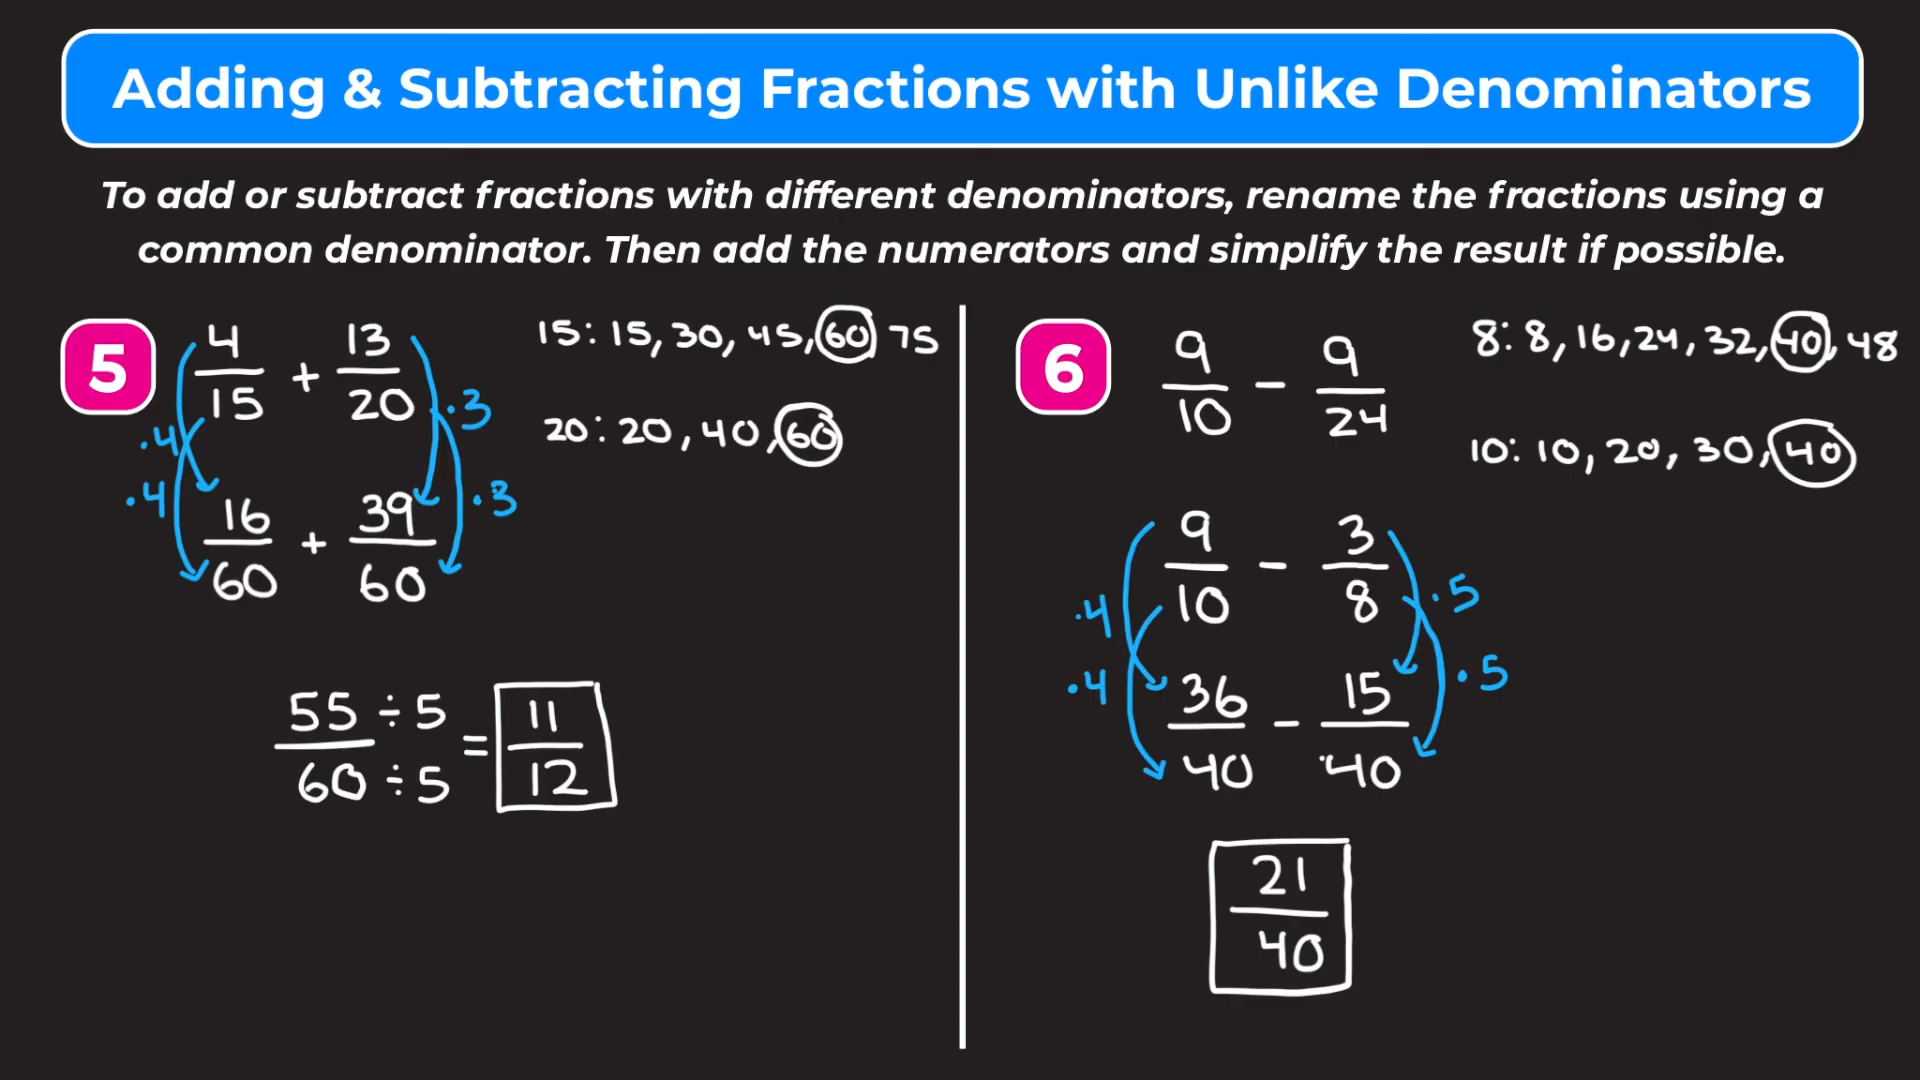 Adding & Subtracting Fractions with Unlike Denominators
To add or subtract fractions with different denominators, rename the fractions using a
common denominator. Then add the numerators and simplify the result if possible.
5
4/15 + 13/20
·4 ·3
·4 ·3
16/60 + 39/60
55 ÷ 5 / 60 ÷ 5 = 11/12
15: 15, 30, 45, 60, 75
20: 20, 40, 60
6
9/10 - 9/24
8: 8, 16, 24, 32, 40, 48
10: 10, 20, 30, 40
9/10 - 3/8
·4 ·5
·4 ·5
36/40 - 15/40
21/40